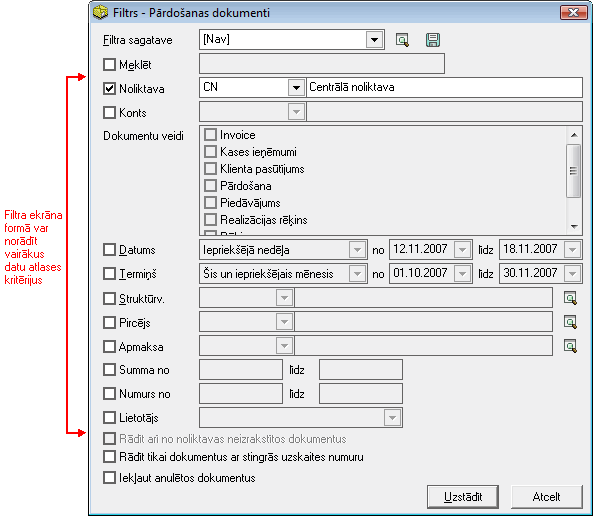 Filtrs - Pārdošanas dokumenti
Filtra sagatave [Nav]
Meklēt
Noliktava CN Centrālā noliktava
Konts
Dokumentu veidi
Invoice
Kases ieņēmumi
Klienta pasūtījums
Pārdošana
Piedāvājums
Realizācijas rēķins
Datums Iepriekšējā nedēļa no 12.11.2007 līdz 18.11.2007
Termiņš Šis un iepriekšējais mēnesis no 01.10.2007 līdz 30.11.2007
Struktūrv.
Pircējs
Apmaksa
Summa no līdz
Numurs no līdz
Lietotājs
Rādīt arī no noliktavas neizrakstītos dokumentus
Rādīt tikai dokumentus ar stingrās uzskaites numuru
Iekļaut anulētos dokumentus
Uzstādīt Atcelt
Filtra ekrāna
formā var
norādīt
vairākus
datu atlases
kritērijus